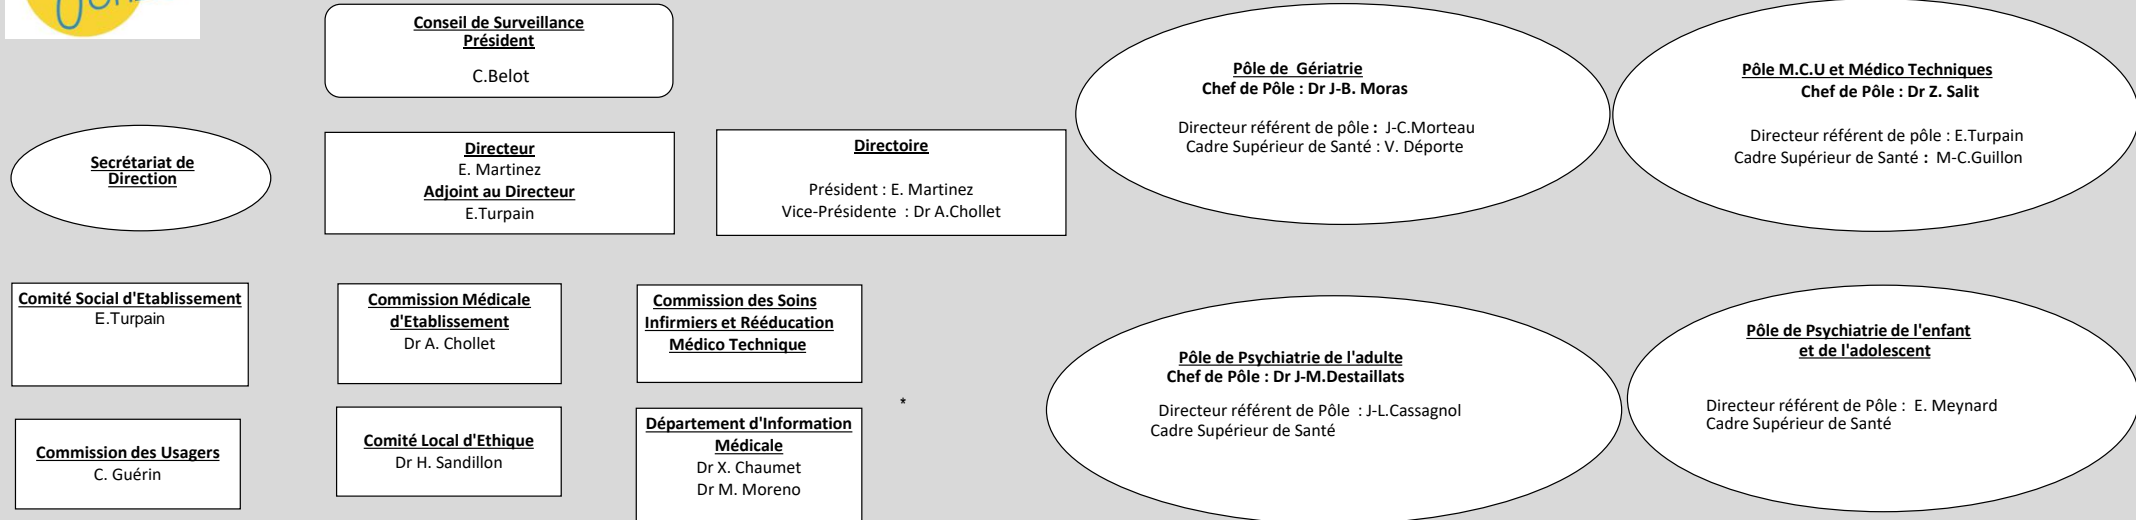 Conseil de Surveillance
Président
C.Belot
Secrétariat de
Direction
Directeur
E. Martinez
Adjoint au Directeur
E.Turpain
Directoire
Président : E. Martinez
Vice-Présidente : Dr A.Chollet
Pôle de Gériatrie
Chef de Pôle : Dr J-B. Moras
Directeur référent de pôle : J-C.Morteau
Cadre Supérieur de Santé : V. Déporte
Pôle M.C.U et Médico Techniques
Chef de Pôle : Dr Z. Salit
Directeur référent de pôle : E.Turpain
Cadre Supérieur de Santé : M-C.Guillon
Comité Social d'Etablissement
E.Turpain
Commission Médicale
d'Etablissement
Dr A. Chollet
Commission des Soins
Infirmiers et Rééducation
Médico Technique
Pôle de Psychiatrie de l'adulte
Chef de Pôle : Dr J-M.Destaillats
Directeur référent de Pôle : J-L.Cassagnol
Cadre Supérieur de Santé
Pôle de Psychiatrie de l'enfant
et de l'adolescent
Directeur référent de Pôle : E. Meynard
Cadre Supérieur de Santé
Commission des Usagers
C. Guérin
Comité Local d'Ethique
Dr H. Sandillon
Département d'Information
Médicale
Dr X. Chaumet
Dr M. Moreno
*